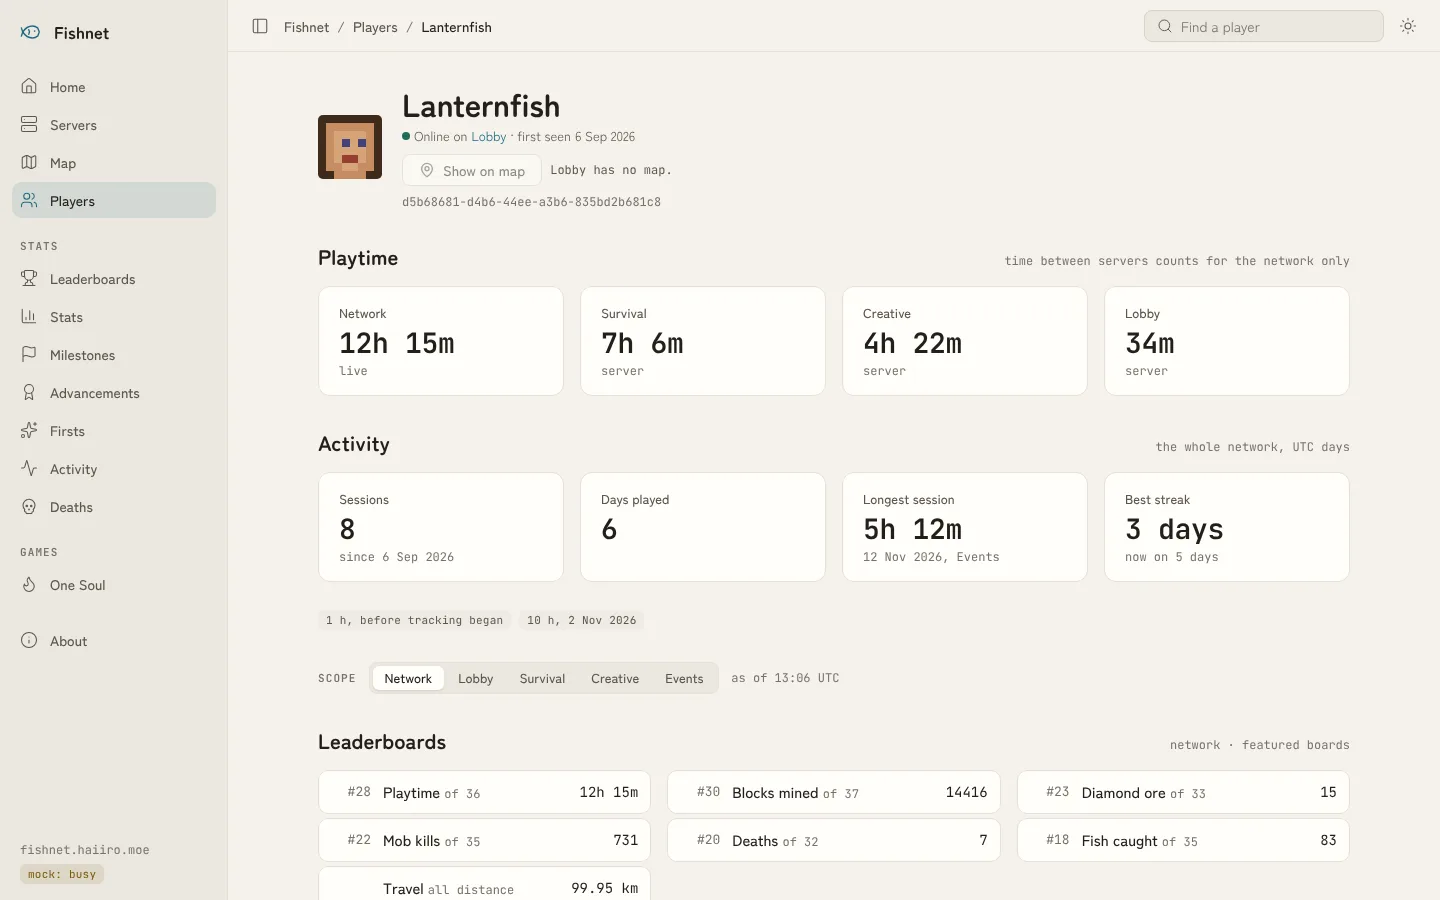 Fishnet
Home
Servers
Map
Players
STATS
Leaderboards
Stats
Milestones
Advancements
Firsts
Activity
Deaths
GAMES
One Soul
About
fishnet.haiiro.moe
mock: busy
Fishnet / Players / Lanternfish
Find a player
Lanternfish
Online on Lobby · first seen 6 Sep 2026
Show on map Lobby has no map.
d5b68681-d4b6-44ee-a3b6-835bd2b681c8
Playtime time between servers counts for the network only
Network
12h 15m
live
Survival
7h 6m
server
Creative
4h 22m
server
Lobby
34m
server
Activity the whole network, UTC days
Sessions
8
since 6 Sep 2026
Days played
6
Longest session
5h 12m
12 Nov 2026, Events
Best streak
3 days
now on 5 days
1 h, before tracking began 10 h, 2 Nov 2026
SCOPE Network Lobby Survival Creative Events as of 13:06 UTC
Leaderboards network · featured boards
#28 Playtime of 36 12h 15m
#30 Blocks mined of 37 14416
#23 Diamond ore of 33 15
#22 Mob kills of 35 731
#20 Deaths of 32 7
#18 Fish caught of 35 83
Travel all distance 99.95 km